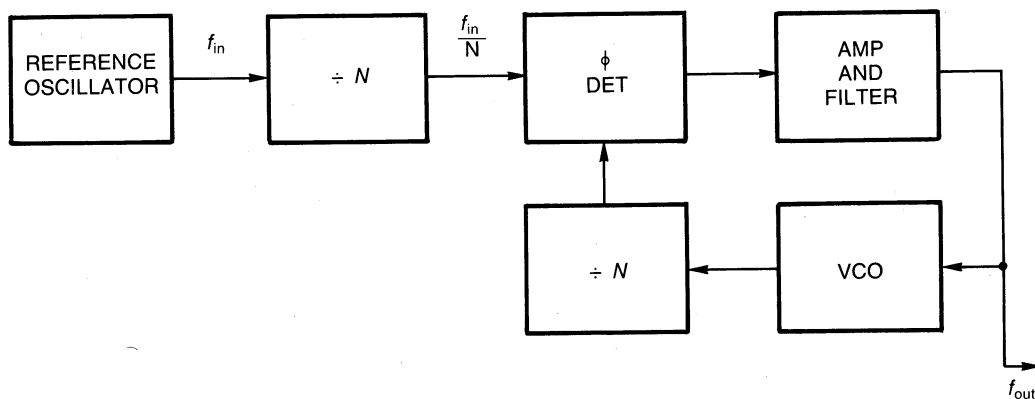 REFERENCE
OSCILLATOR
f_in
÷ N
f_in
N
ϕ
DET
AMP
AND
FILTER
÷ N
VCO
f_out